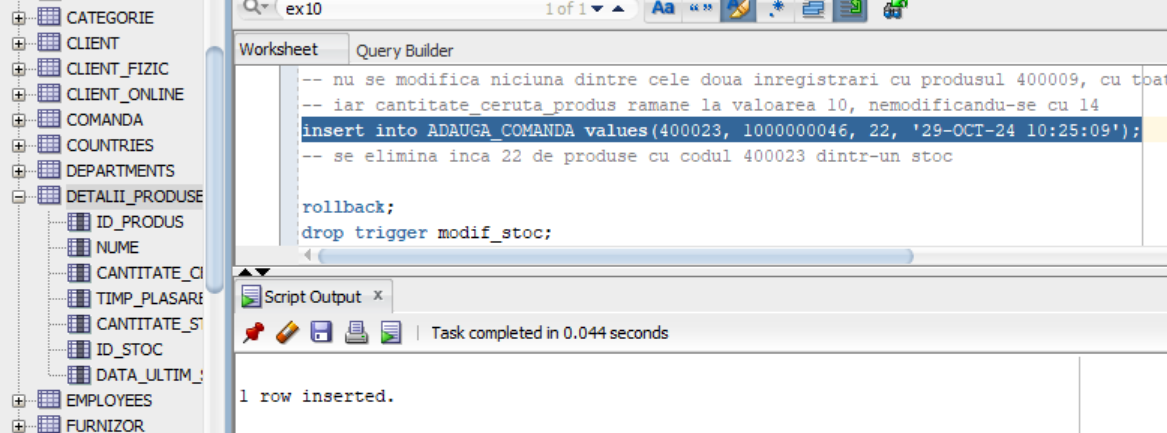 CATEGORIE
CLIENT
CLIENT_FIZIC
CLIENT_ONLINE
COMANDA
COUNTRIES
DEPARTMENTS
DETALII_PRODUSE
ID_PRODUS
NUME
CANTITATE_
TIMP_PLASARE
CANTITATE_
ID_STOC
DATA_ULTIM_
EMPLOYEES
FURNIZOR
ex10
1 of 1
Aa “ ” .*
Worksheet Query Builder
-- nu se modifica niciuna dintre cele doua inregistrari cu produsul 400009, cu toat
-- iar cantitate_ceruta_produs ramane la valoarea 10, nemodificandu-se cu 14
insert into ADAUGA_COMANDA values(400023, 1000000046, 22, '29-OCT-24 10:25:09');
-- se elimina inca 22 de produse cu codul 400023 dintr-un stoc
rollback;
drop trigger modif_stoc;
Script Output x
Task completed in 0.044 seconds
1 row inserted.